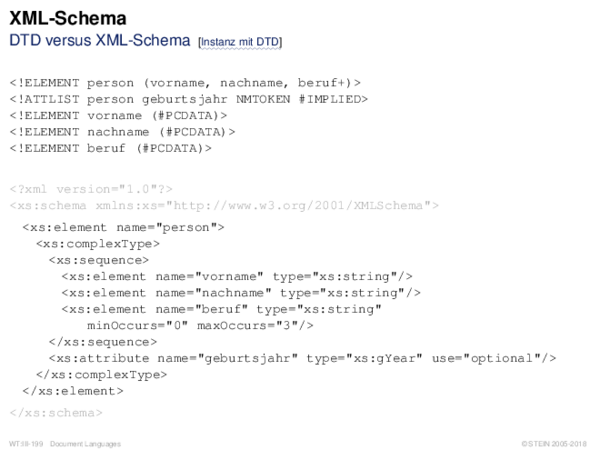 XML-Schema
DTD versus XML-Schema [Instanz mit DTD]
<!ELEMENT person (vorname, nachname, beruf+)>
<!ATTLIST person geburtsjahr NMTOKEN #IMPLIED>
<!ELEMENT vorname (#PCDATA)>
<!ELEMENT nachname (#PCDATA)>
<!ELEMENT beruf (#PCDATA)>
<?xml version="1.0"?>
<xs:schema xmlns:xs="http://www.w3.org/2001/XMLSchema">
<xs:element name="person">
<xs:complexType>
<xs:sequence>
<xs:element name="vorname" type="xs:string"/>
<xs:element name="nachname" type="xs:string"/>
<xs:element name="beruf" type="xs:string"
minOccurs="0" maxOccurs="3"/>
</xs:sequence>
<xs:attribute name="geburtsjahr" type="xs:gYear" use="optional"/>
</xs:complexType>
</xs:element>
</xs:schema>
WT:III-199 Document Languages © STEIN 2005-2018